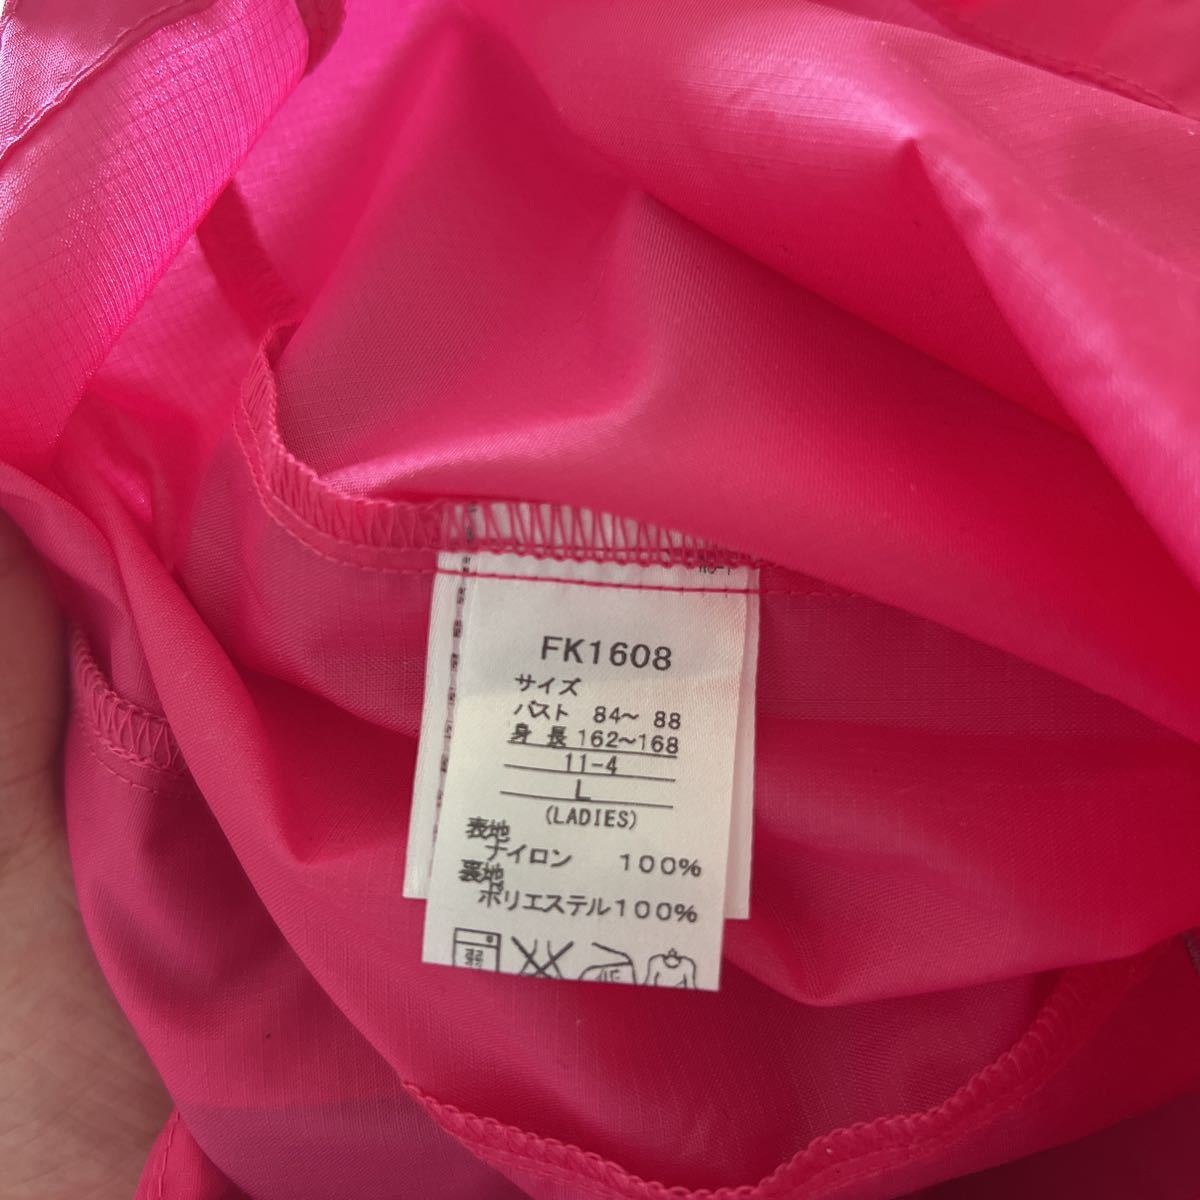 FK1608
サイズ
バスト 84～ 88
身 長 162～168
11-4
L
(LADIES)
表地
ナイロン 100%
裏地
ポリエステル100%
弱